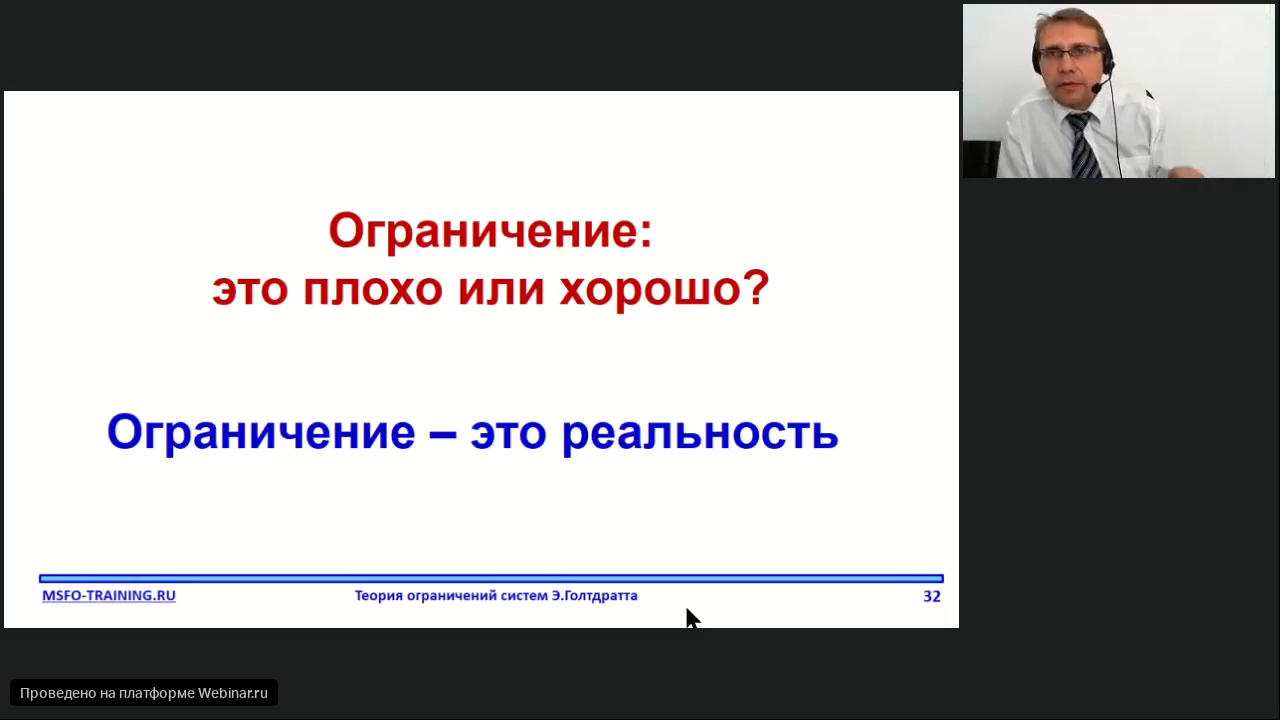 Ограничение:
это плохо или хорошо?
Ограничение – это реальность
MSFO-TRAINING.RU
Теория ограничений систем Э.Голтдратта
32
Проведено на платформе Webinar.ru